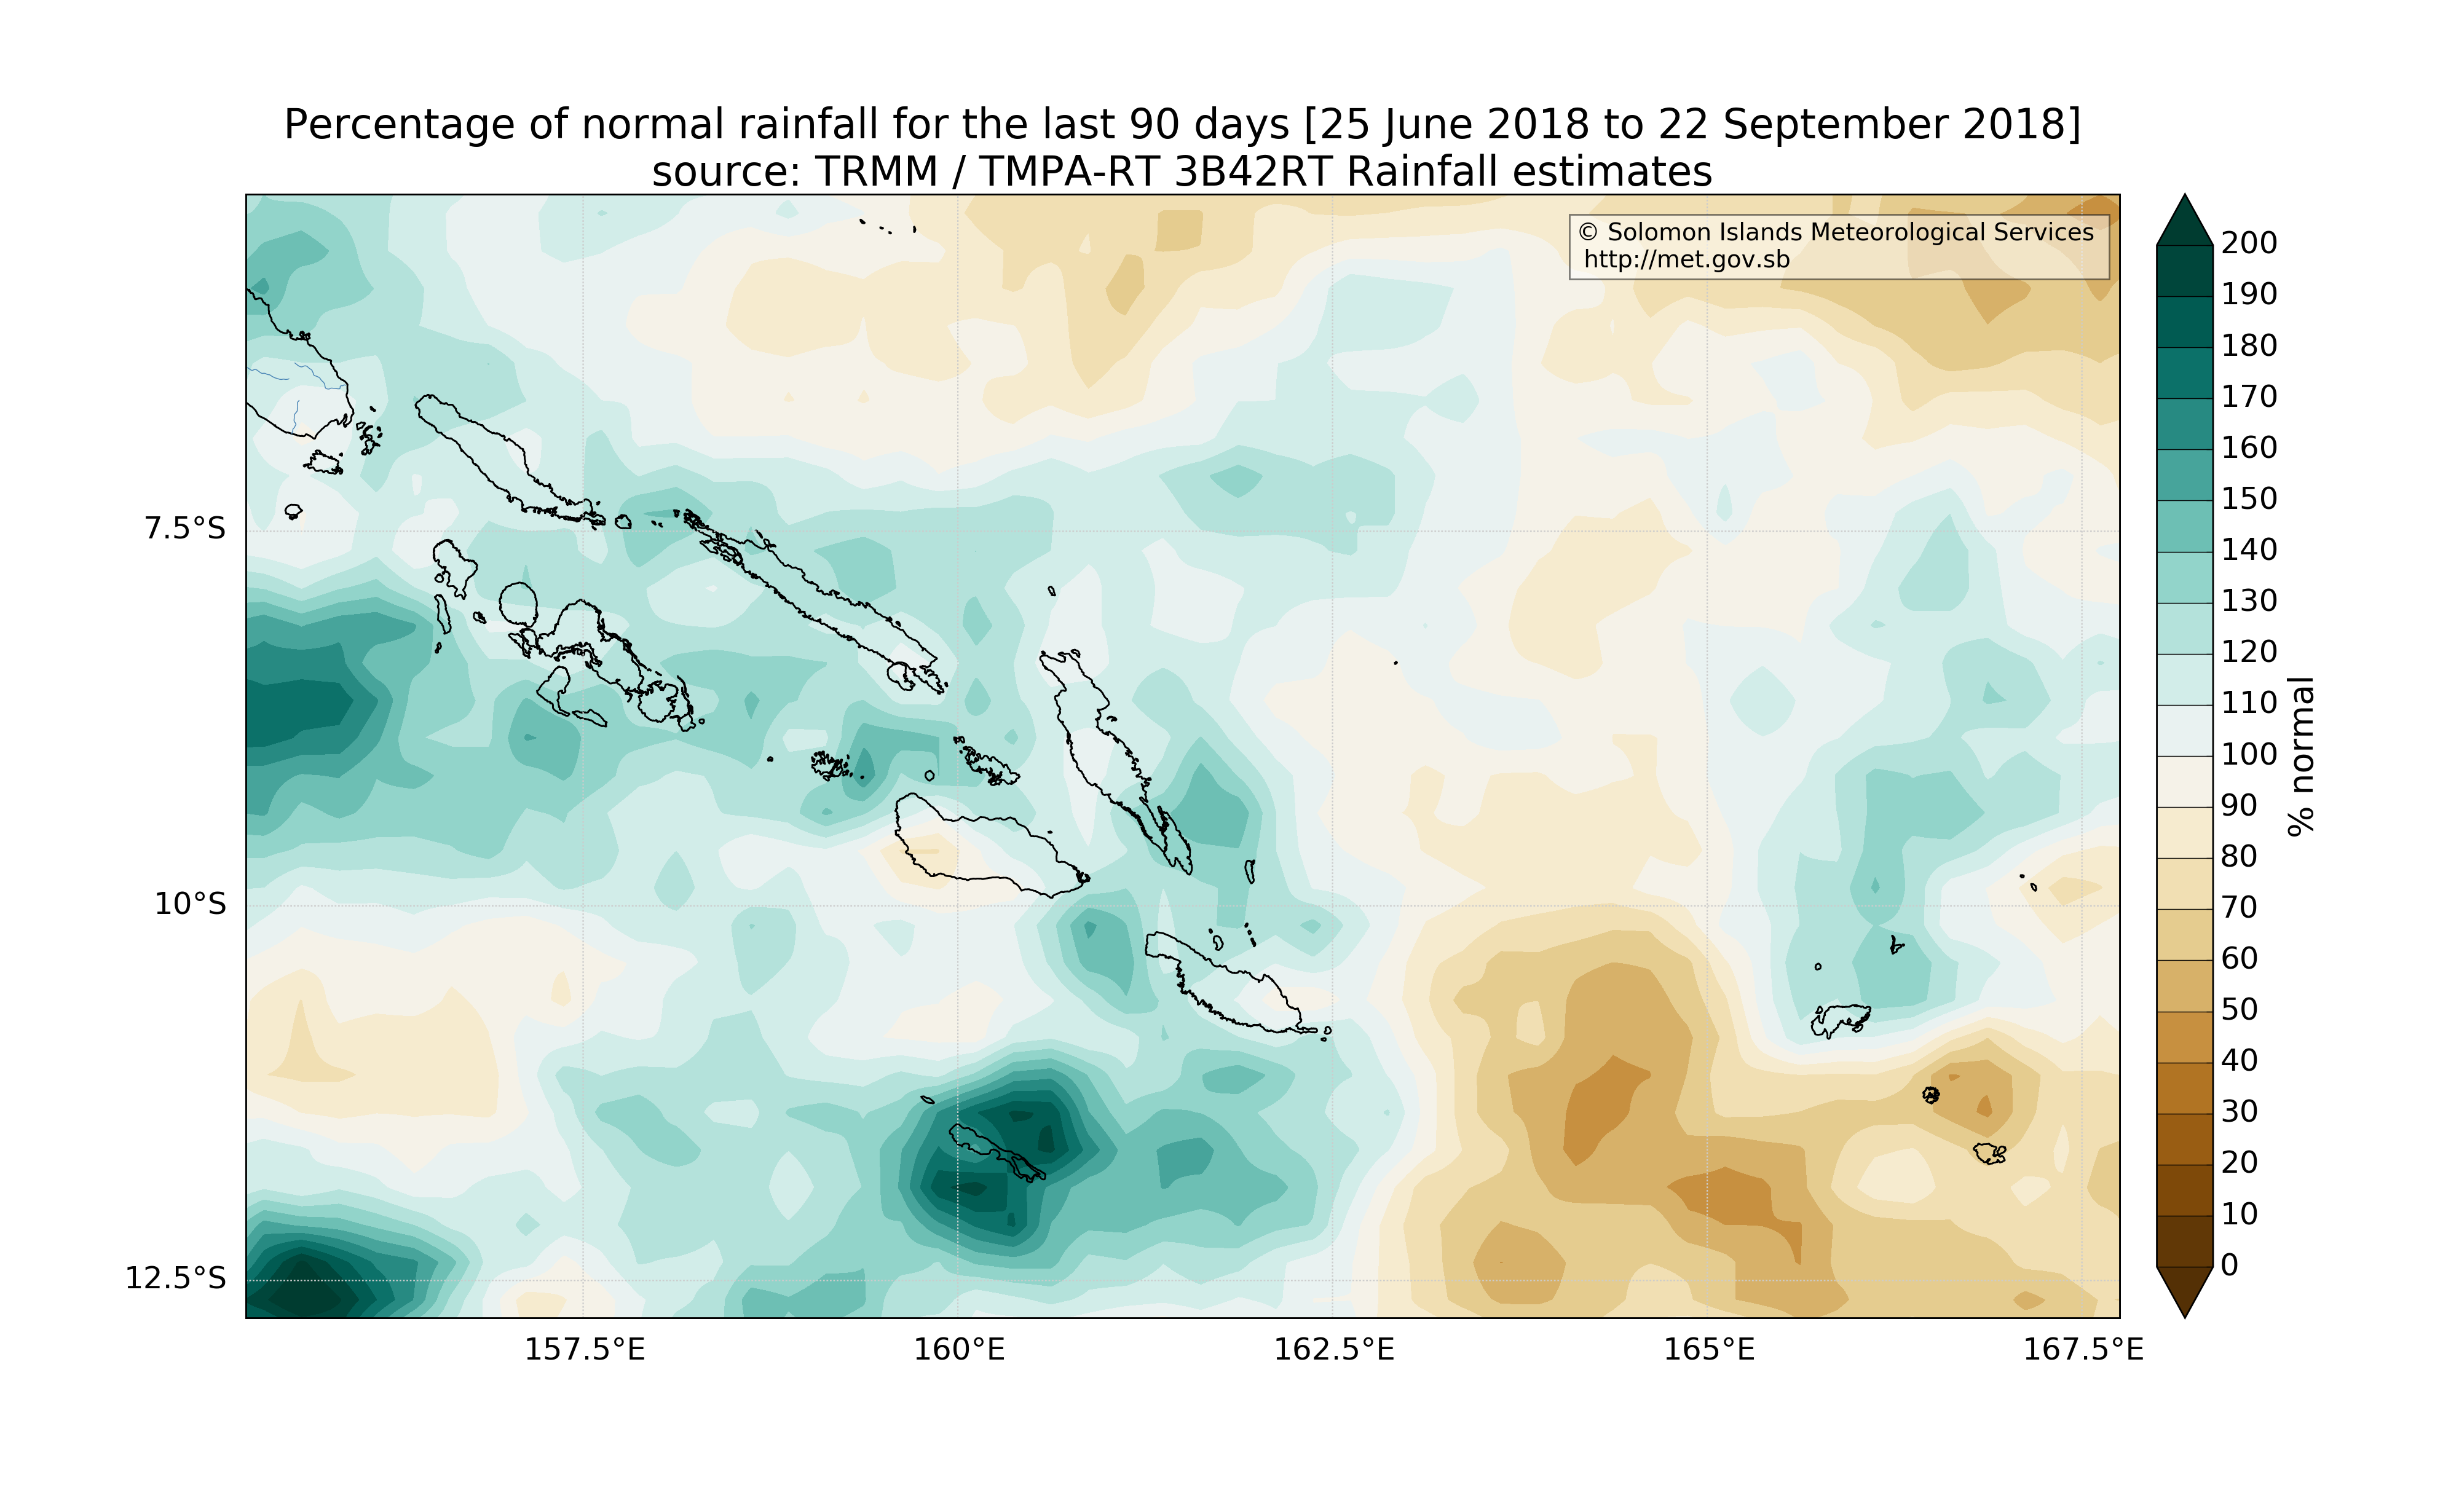 Percentage of normal rainfall for the last 90 days [25 June 2018 to 22 September 2018]
source: TRMM / TMPA-RT 3B42RT Rainfall estimates
© Solomon Islands Meteorological Services
http://met.gov.sb
7.5°S
10°S
12.5°S
157.5°E
160°E
162.5°E
165°E
167.5°E
200
190
180
170
160
150
140
130
120
110
100
90
80
70
60
50
40
30
20
10
0
% normal